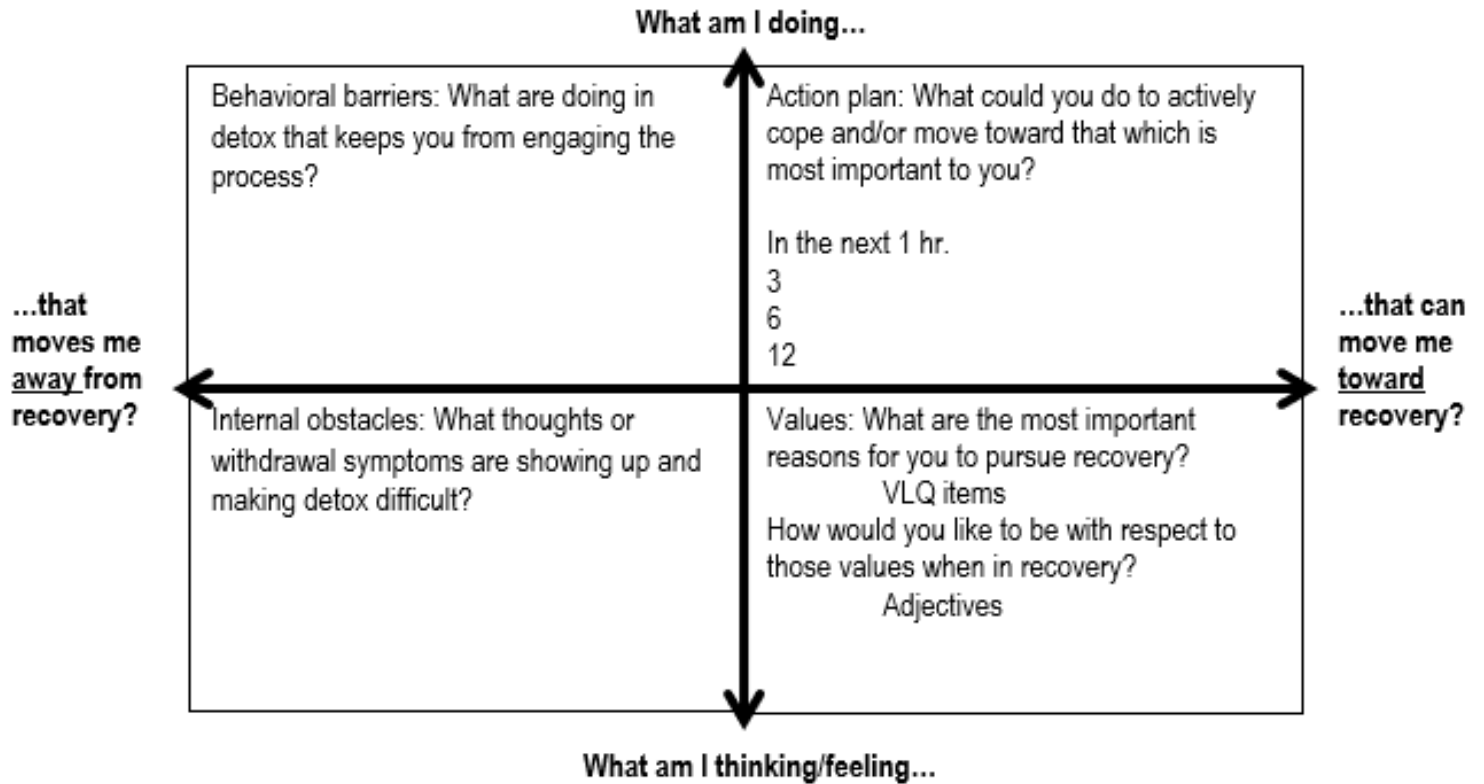 What am I doing…
Behavioral barriers: What are doing in
detox that keeps you from engaging the
process?
Action plan: What could you do to actively
cope and/or move toward that which is
most important to you?
In the next 1 hr.
3
6
12
…that
moves me
away from
recovery?
…that can
move me
toward
recovery?
Internal obstacles: What thoughts or
withdrawal symptoms are showing up and
making detox difficult?
Values: What are the most important
reasons for you to pursue recovery?
VLQ items
How would you like to be with respect to
those values when in recovery?
Adjectives
What am I thinking/feeling…